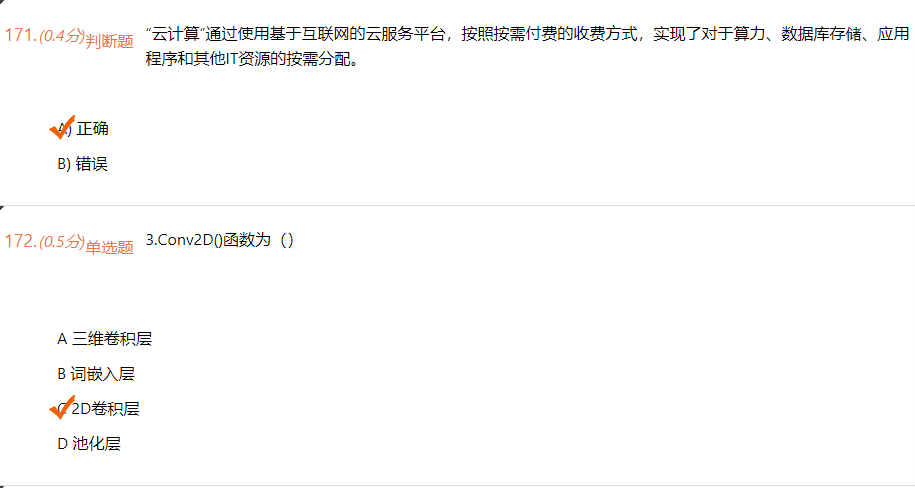 171.(0.4分)判断题 “云计算”通过使用基于互联网的云服务平台，按照按需付费的收费方式，实现了对于算力、数据库存储、应用
程序和其他IT资源的按需分配。
A) 正确
B) 错误
172.(0.5分)单选题 3.Conv2D()函数为（）
A 三维卷积层
B 词嵌入层
C 2D卷积层
D 池化层